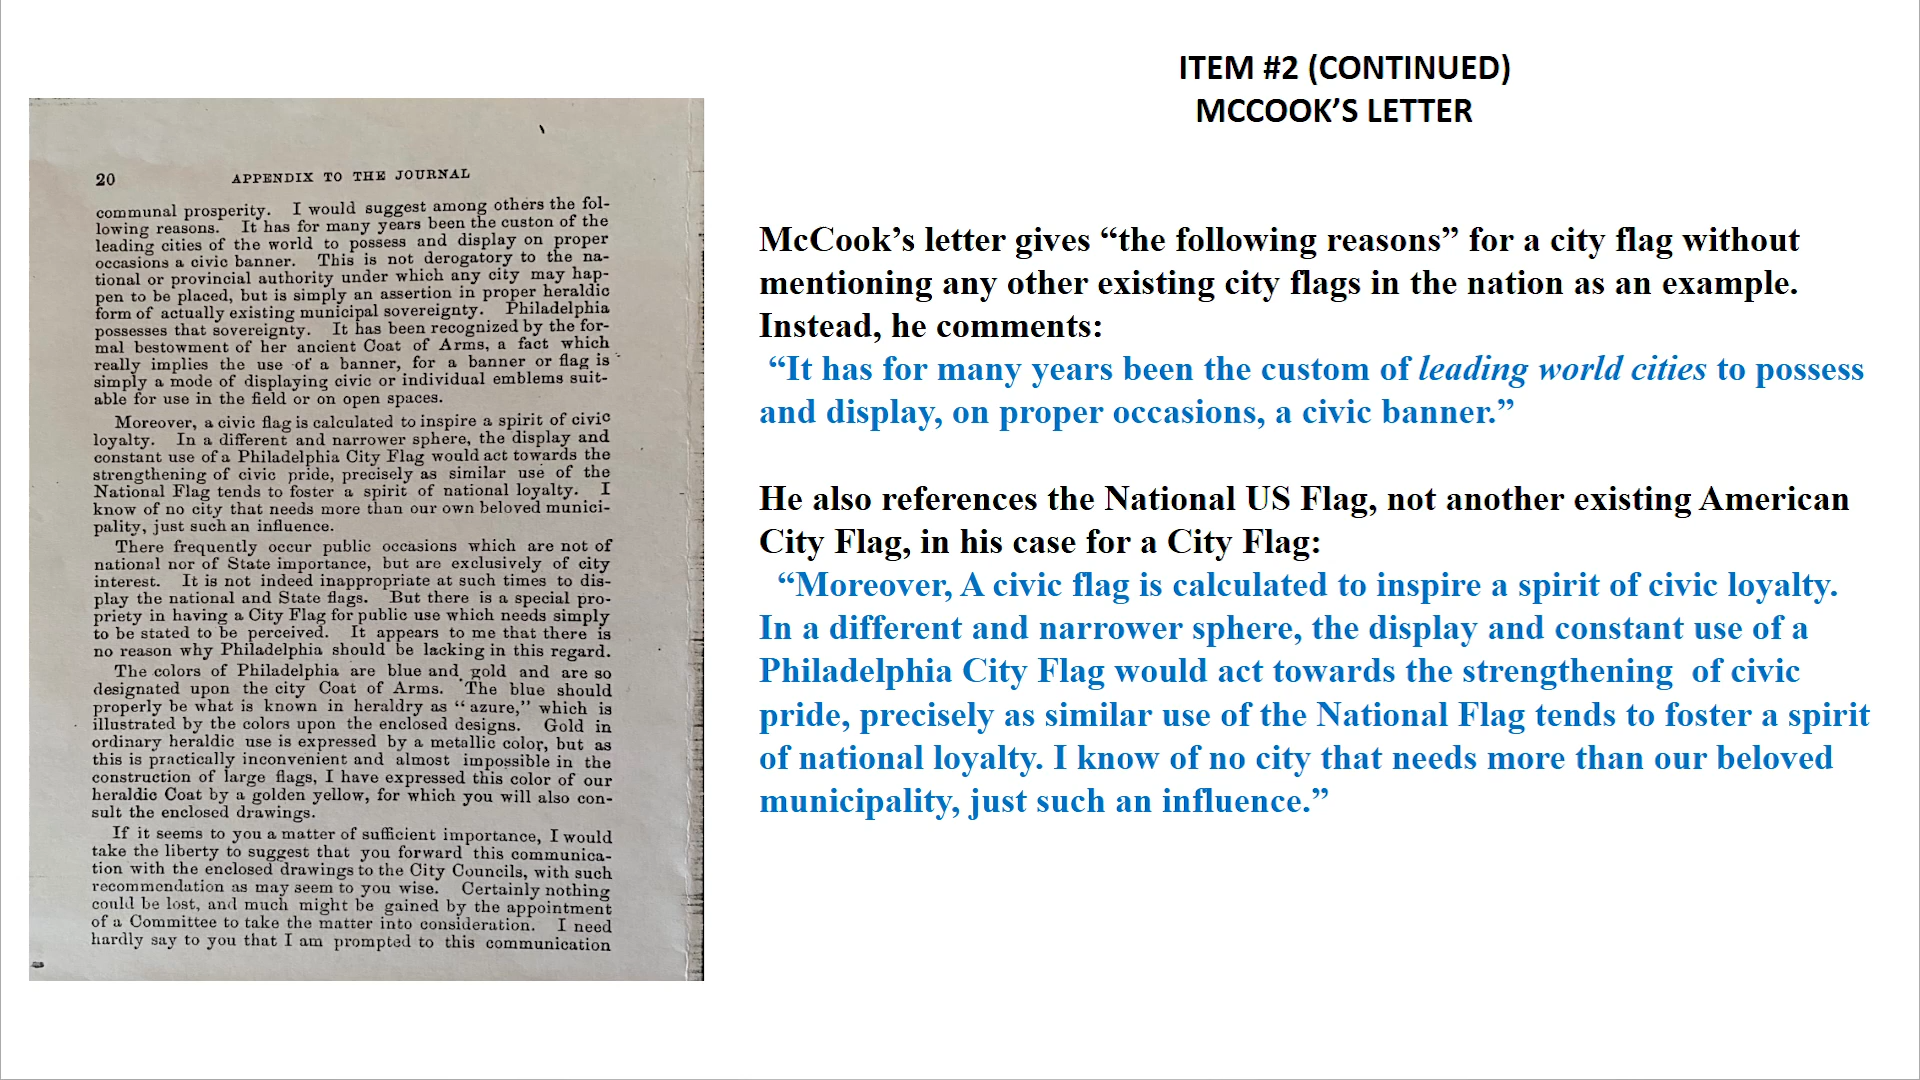 ITEM #2 (CONTINUED)
MCCOOK’S LETTER
20 APPENDIX TO THE JOURNAL
communal prosperity. I would suggest among others the fol-
lowing reasons. It has for many years been the custon of the
leading cities of the world to possess and display on proper
occasions a civic banner. This is not derogatory to the na-
tional or provincial authority under which any city may hap-
pen to be placed, but is simply an assertion in proper heraldic
form of actually existing municipal sovereignty. Philadelphia
possesses that sovereignty. It has been recognized by the for-
mal bestowment of her ancient Coat of Arms, a fact which
really implies the use of a banner, for a banner or flag is
simply a mode of displaying civic or individual emblems suit-
able for use in the field or on open spaces.
Moreover, a civic flag is calculated to inspire a spirit of civic
loyalty. In a different and narrower sphere, the display and
constant use of a Philadelphia City Flag would act towards the
strengthening of civic pride, precisely as similar use of the
National Flag tends to foster a spirit of national loyalty. I
know of no city that needs more than our own beloved munici-
pality, just such an influence.
There frequently occur public occasions which are not of
national nor of State importance, but are exclusively of city
interest. It is not indeed inappropriate at such times to dis-
play the national and State flags. But there is a special pro-
priety in having a City Flag for public use which needs simply
to be stated to be perceived. It appears to me that there is
no reason why Philadelphia should be lacking in this regard.
The colors of Philadelphia are blue and gold and are so
designated upon the city Coat of Arms. The blue should
properly be what is known in heraldry as “azure,” which is
illustrated by the colors upon the enclosed designs. Gold in
ordinary heraldic use is expressed by a metallic color, but as
this is practically inconvenient and almost impossible in the
construction of large flags, I have expressed this color of our
heraldic Coat by a golden yellow, for which you will also con-
sult the enclosed drawings.
If it seems to you a matter of sufficient importance, I would
take the liberty to suggest that you forward this communica-
tion with the enclosed drawings to the City Councils, with such
recommendation as may seem to you wise. Certainly nothing
could be lost, and much might be gained by the appointment
of a Committee to take the matter into consideration. I need
hardly say to you that I am prompted to this communication
McCook’s letter gives “the following reasons” for a city flag without
mentioning any other existing city flags in the nation as an example.
Instead, he comments:
“It has for many years been the custom of leading world cities to possess
and display, on proper occasions, a civic banner.”
He also references the National US Flag, not another existing American
City Flag, in his case for a City Flag:
“Moreover, A civic flag is calculated to inspire a spirit of civic loyalty.
In a different and narrower sphere, the display and constant use of a
Philadelphia City Flag would act towards the strengthening of civic
pride, precisely as similar use of the National Flag tends to foster a spirit
of national loyalty. I know of no city that needs more than our beloved
municipality, just such an influence.”